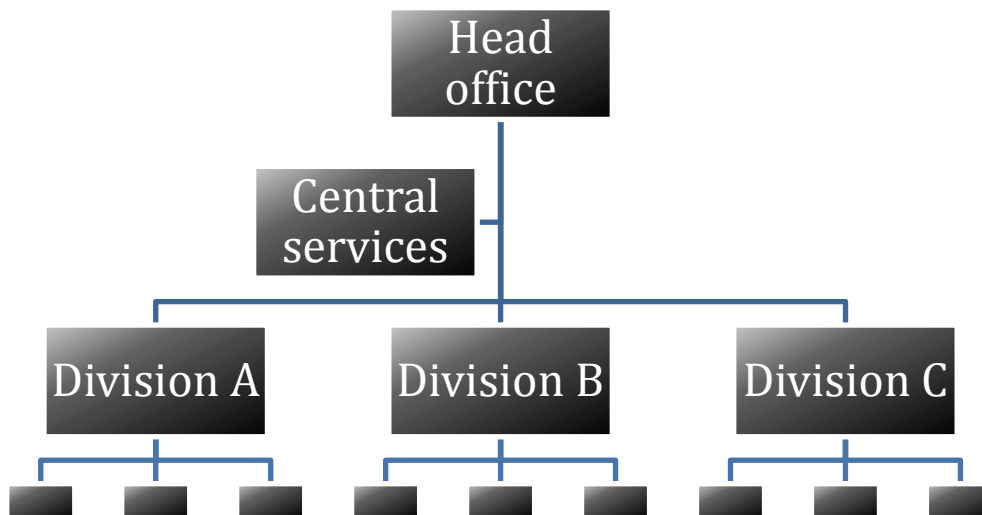 Head
office
Central
services
Division A
Division B
Division C